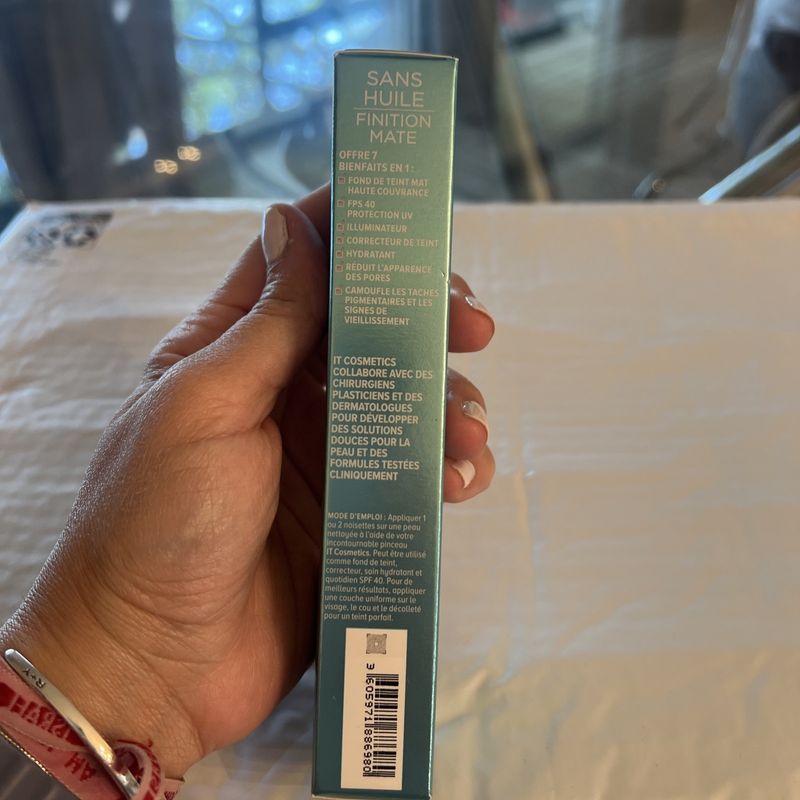 SANS
HUILE
FINITION
MATE
OFFRE 7
BIENFAITS EN 1 :
FOND DE TEINT MAT
HAUTE COUVRANCE
FPS 40
PROTECTION UV
ILLUMINATEUR
CORRECTEUR DE TEINT
HYDRATANT
RÉDUIT L'APPARENCE
DES PORES
CAMOUFLE LES TACHES
PIGMENTAIRES ET LES
SIGNES DE
VIEILLISSEMENT
IT COSMETICS
COLLABORE AVEC DES
CHIRURGIENS
PLASTICIENS ET DES
DERMATOLOGUES
POUR DÉVELOPPER
DES SOLUTIONS
DOUCES POUR LA
PEAU ET DES
FORMULES TESTÉES
CLINIQUEMENT
MODE D'EMPLOI : Appliquer 1
ou 2 noisettes sur une peau
nettoyée à l'aide de votre
incontournable pinceau
IT Cosmetics. Peut être utilisé
comme fond de teint,
correcteur, soin hydratant et
quotidien SPF 40. Pour de
meilleurs résultats, appliquer
une couche uniforme sur le
visage, le cou et le décolleté
pour un teint parfait.
3 605971 886980
R+Y